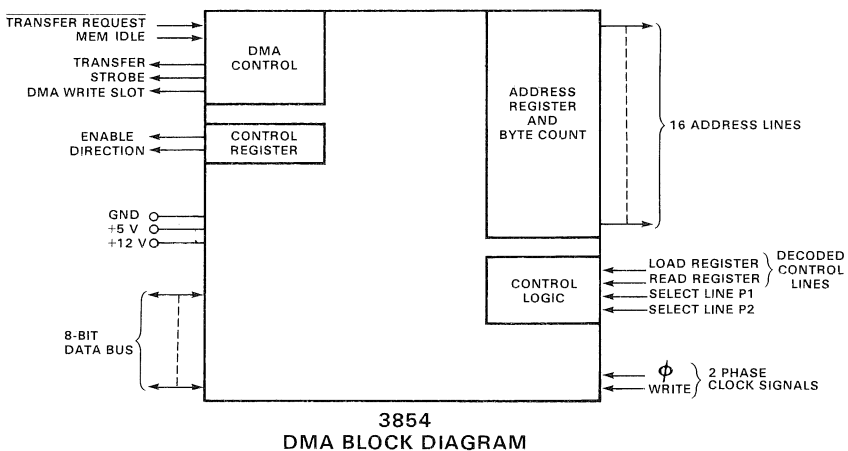 TRANSFER REQUEST
MEM IDLE
TRANSFER
STROBE
DMA WRITE SLOT
DMA
CONTROL
ENABLE
DIRECTION
CONTROL
REGISTER
GND
+5 V
+12 V
8-BIT
DATA BUS
ADDRESS
REGISTER
AND
BYTE COUNT
16 ADDRESS LINES
CONTROL
LOGIC
LOAD REGISTER
READ REGISTER
SELECT LINE P1
SELECT LINE P2
DECODED
CONTROL
LINES
ϕ
WRITE
2 PHASE
CLOCK SIGNALS
3854
DMA BLOCK DIAGRAM